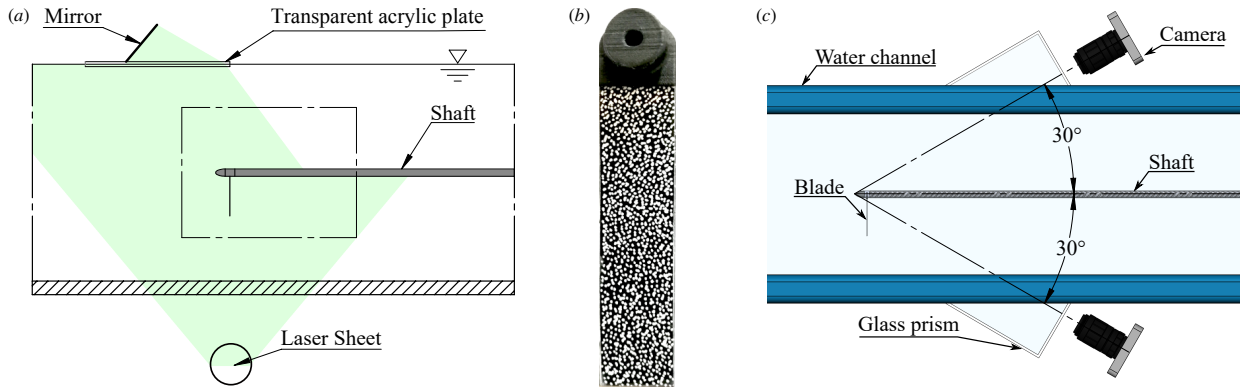 (a)
Mirror
Transparent acrylic plate
Shaft
Laser Sheet
(b)
(c)
Camera
Water channel
30°
Shaft
Blade
30°
Glass prism